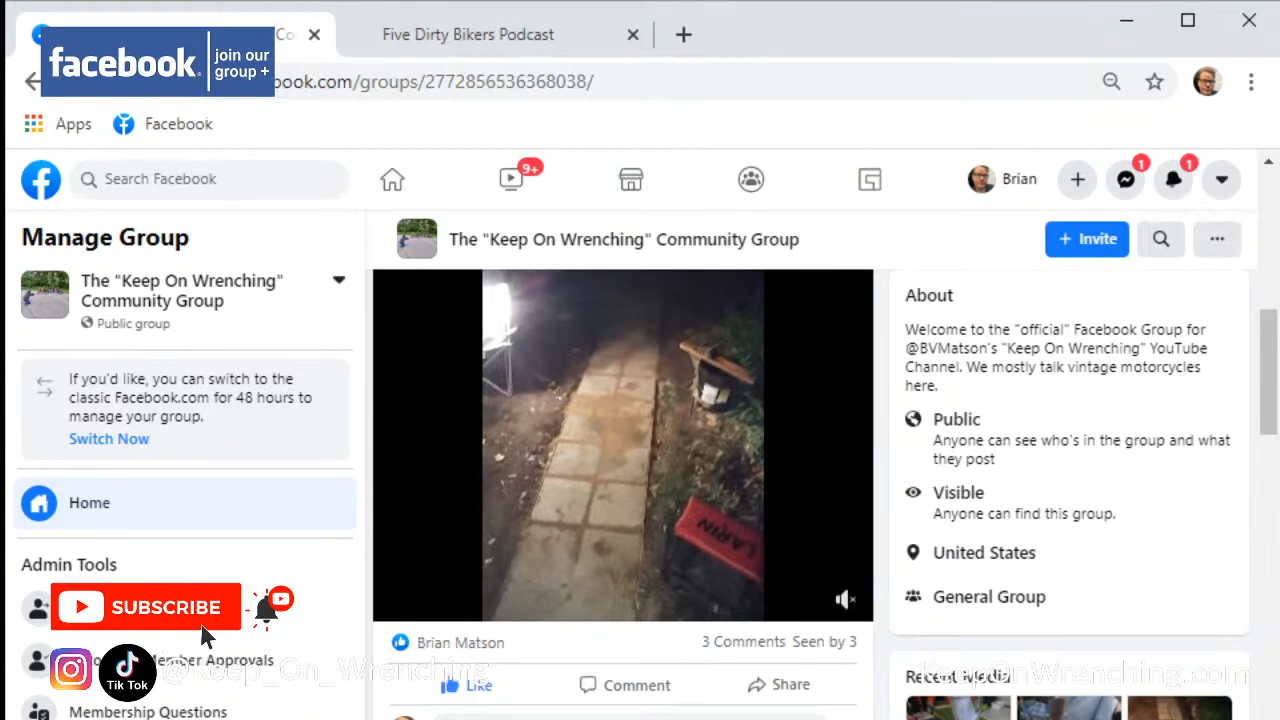 facebook
join our
group +
Co
Five Dirty Bikers Podcast
book.com/groups/2772856536368038/
Apps
Facebook
Search Facebook
9+
Brian
1
1
Manage Group
The "Keep On Wrenching"
Community Group
Public group
If you'd like, you can switch to the
classic Facebook.com for 48 hours to
manage your group.
Switch Now
Home
Admin Tools
SUBSCRIBE
Member Approvals
Tik Tok
@Keep_On_Wrenching
Membership Questions
The "Keep On Wrenching" Community Group
+ Invite
LARIN
Brian Matson
3 Comments Seen by 3
Like
Comment
Share
About
Welcome to the "official" Facebook Group for
@BVMatson's "Keep On Wrenching" YouTube
Channel. We mostly talk vintage motorcycles
here.
Public
Anyone can see who's in the group and what
they post
Visible
Anyone can find this group.
United States
General Group
Recent Media
KeepOnWrenching.com